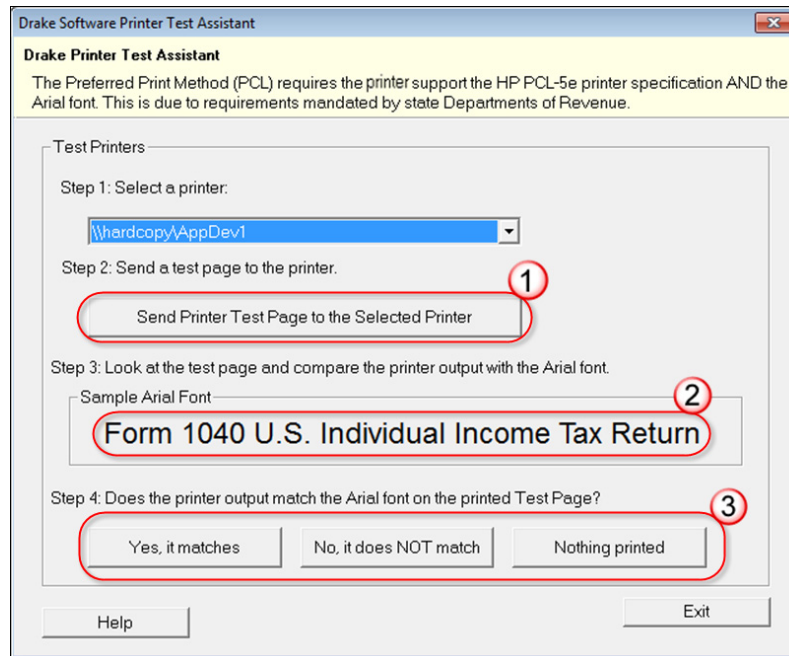 Drake Software Printer Test Assistant
Drake Printer Test Assistant
The Preferred Print Method (PCL) requires the printer support the HP PCL-5e printer specification AND the
Arial font. This is due to requirements mandated by state Departments of Revenue.
Test Printers
Step 1: Select a printer:
\\hardcopy\AppDev1
Step 2: Send a test page to the printer.
1
Send Printer Test Page to the Selected Printer
Step 3: Look at the test page and compare the printer output with the Arial font.
Sample Arial Font
2
Form 1040 U.S. Individual Income Tax Return
Step 4: Does the printer output match the Arial font on the printed Test Page?
3
Yes, it matches
No, it does NOT match
Nothing printed
Help
Exit